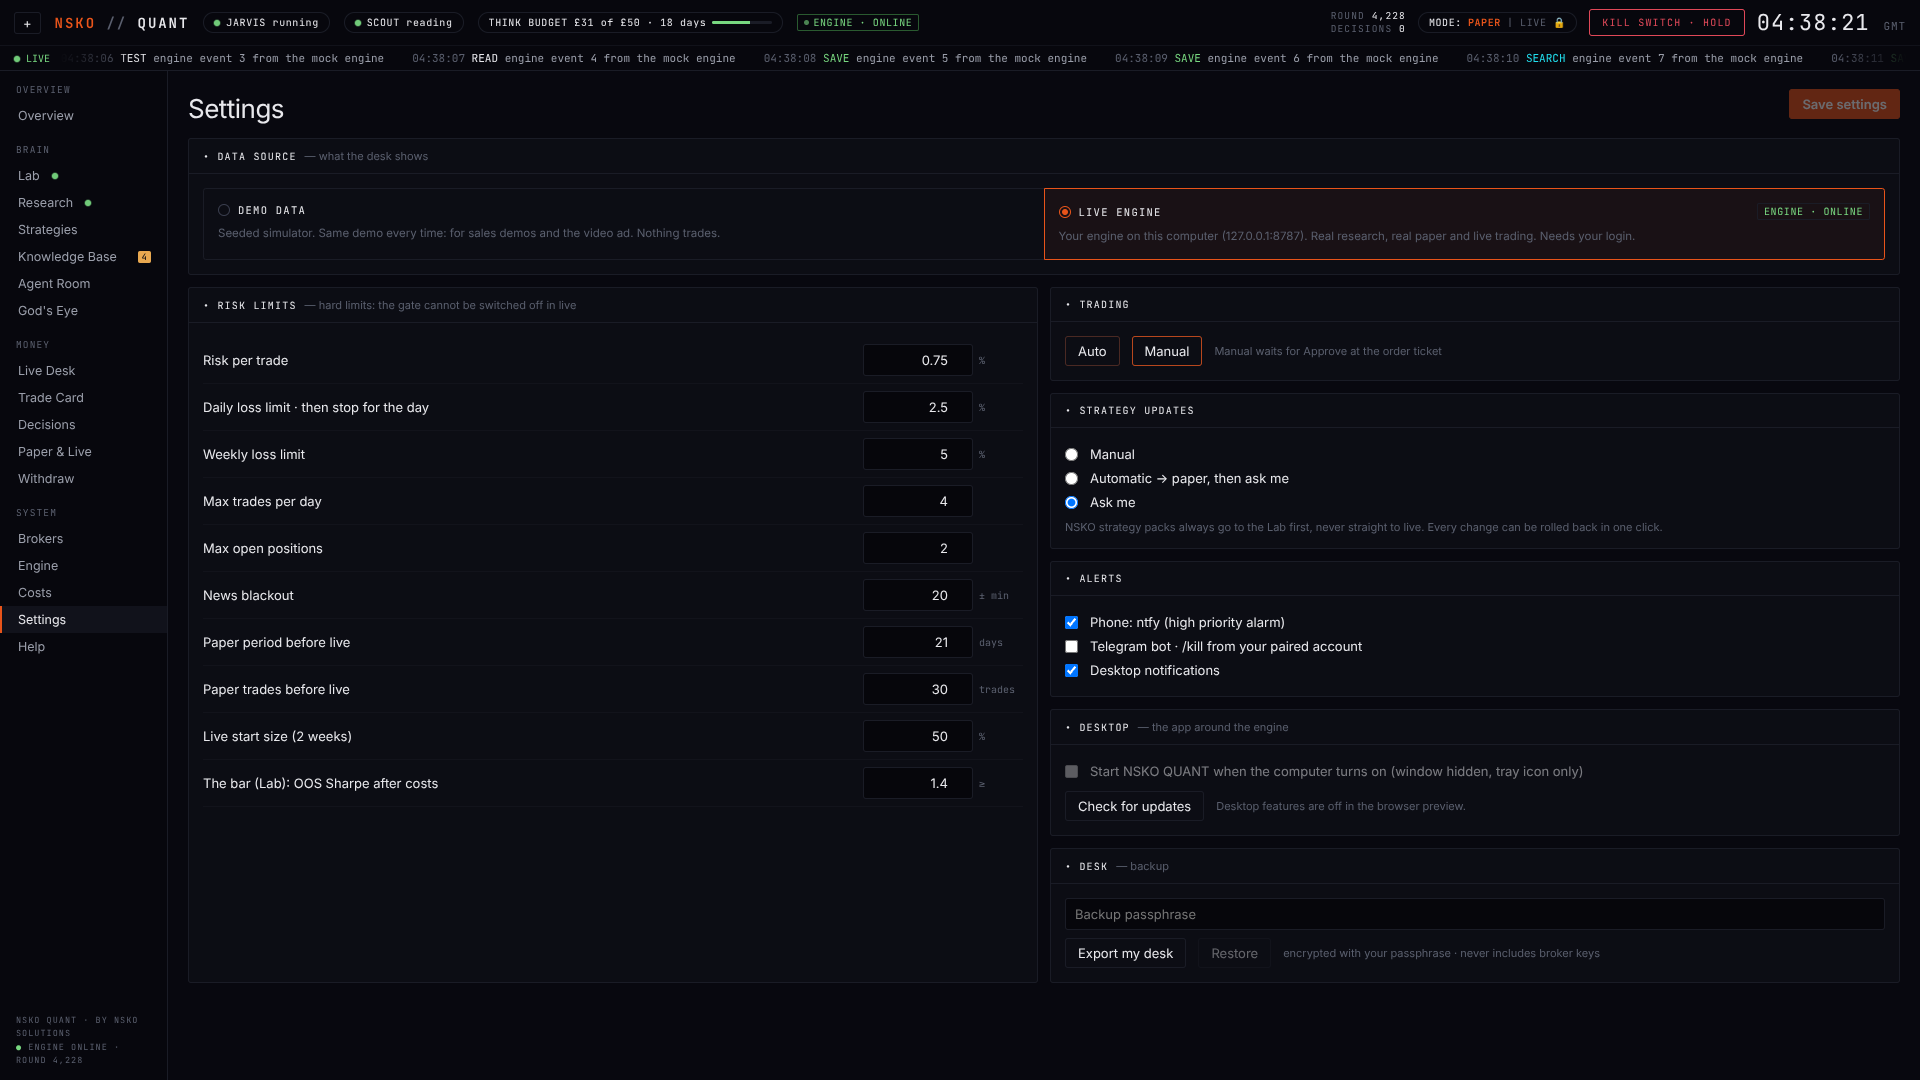 + NSKO // QUANT JARVIS running SCOUT reading THINK BUDGET £31 of £50 · 18 days ENGINE · ONLINE
ROUND 4,228
DECISIONS 0
MODE: PAPER | LIVE 🔒 KILL SWITCH · HOLD 04:38:21 GMT
LIVE :38:06 TEST engine event 3 from the mock engine 04:38:07 READ engine event 4 from the mock engine 04:38:08 SAVE engine event 5 from the mock engine 04:38:09 SAVE engine event 6 from the mock engine 04:38:10 SEARCH engine event 7 from the mock engine 04:38:11
OVERVIEW
Overview
BRAIN
Lab
Research
Strategies
Knowledge Base 4
Agent Room
God's Eye
MONEY
Live Desk
Trade Card
Decisions
Paper & Live
Withdraw
SYSTEM
Brokers
Engine
Costs
Settings
Help
NSKO QUANT · BY NSKO
SOLUTIONS
ENGINE ONLINE ·
ROUND 4,228
Settings
Save settings
• DATA SOURCE — what the desk shows
DEMO DATA
Seeded simulator. Same demo every time: for sales demos and the video ad. Nothing trades.
LIVE ENGINE ENGINE · ONLINE
Your engine on this computer (127.0.0.1:8787). Real research, real paper and live trading. Needs your login.
• RISK LIMITS — hard limits: the gate cannot be switched off in live
Risk per trade 0.75 %
Daily loss limit · then stop for the day 2.5 %
Weekly loss limit 5 %
Max trades per day 4
Max open positions 2
News blackout 20 ± min
Paper period before live 21 days
Paper trades before live 30 trades
Live start size (2 weeks) 50 %
The bar (Lab): OOS Sharpe after costs 1.4 ≥
• TRADING
Auto Manual Manual waits for Approve at the order ticket
• STRATEGY UPDATES
Manual
Automatic → paper, then ask me
Ask me
NSKO strategy packs always go to the Lab first, never straight to live. Every change can be rolled back in one click.
• ALERTS
Phone: ntfy (high priority alarm)
Telegram bot · /kill from your paired account
Desktop notifications
• DESKTOP — the app around the engine
Start NSKO QUANT when the computer turns on (window hidden, tray icon only)
Check for updates Desktop features are off in the browser preview.
• DESK — backup
Backup passphrase
Export my desk Restore encrypted with your passphrase · never includes broker keys